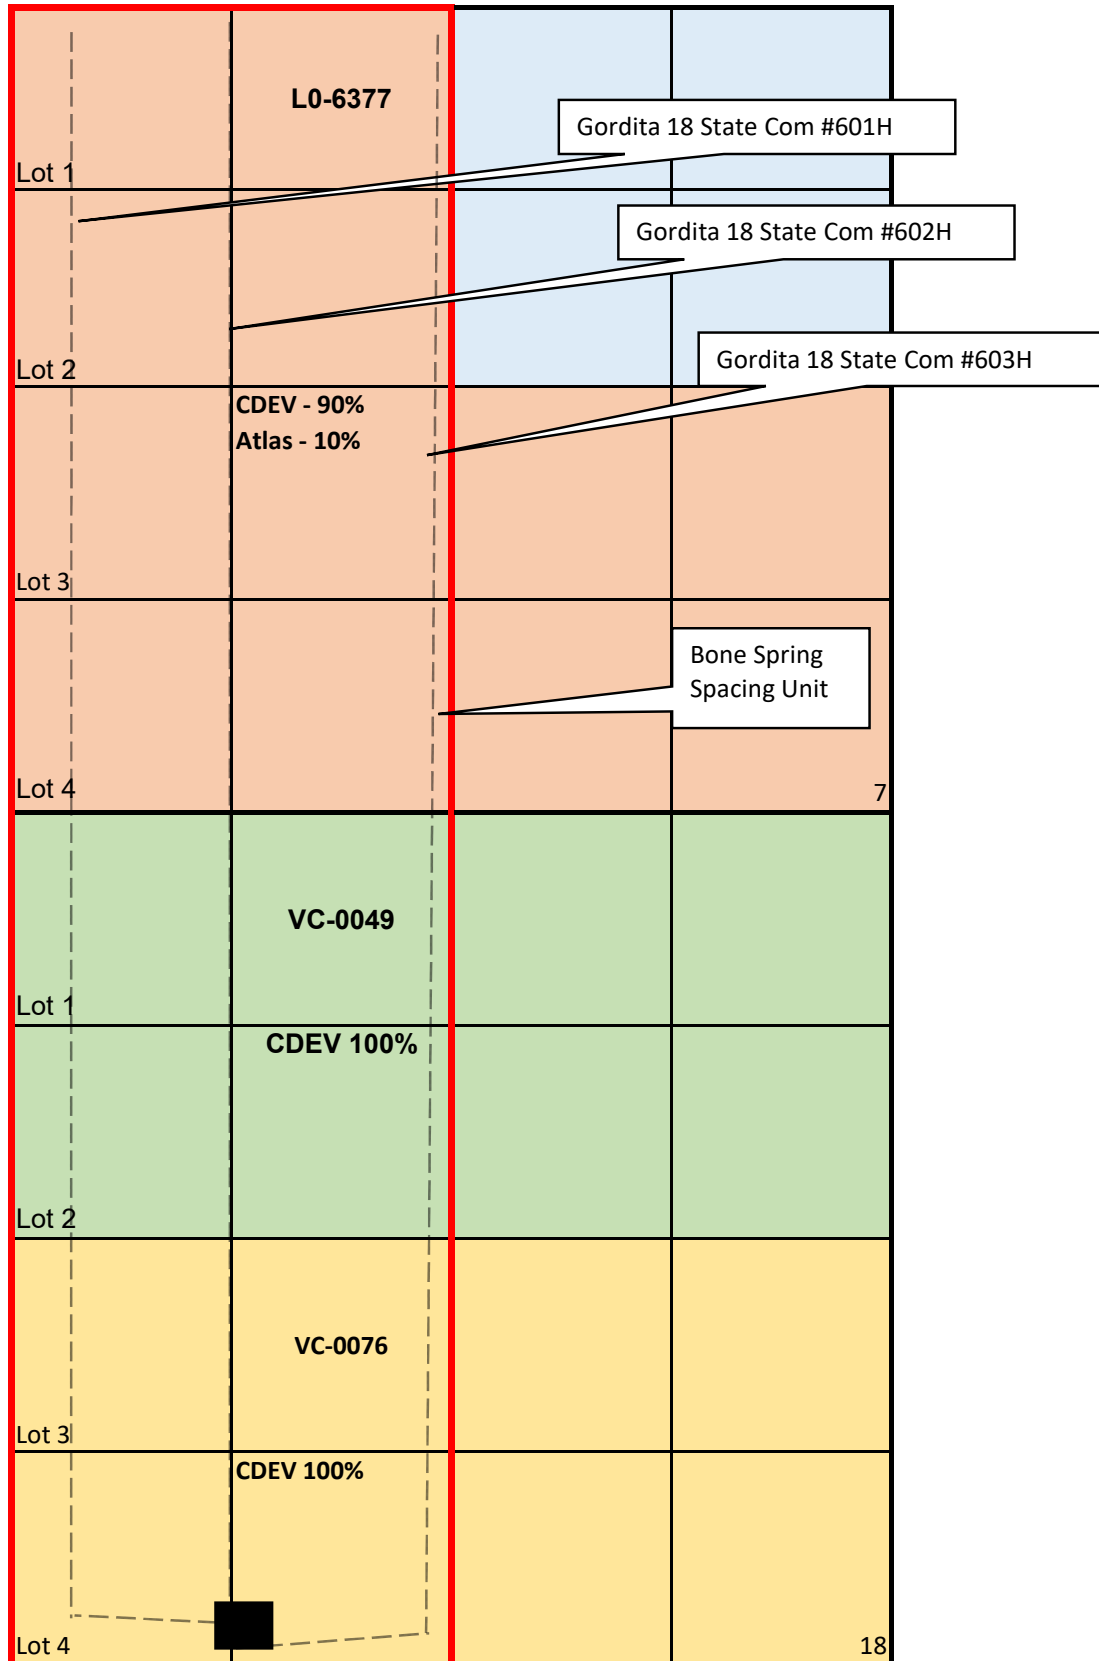 L0-6377
Gordita 18 State Com #601H
Lot 1
Gordita 18 State Com #602H
Lot 2
Gordita 18 State Com #603H
CDEV - 90%
Atlas - 10%
Lot 3
Bone Spring
Spacing Unit
Lot 4
7
VC-0049
Lot 1
CDEV 100%
Lot 2
VC-0076
Lot 3
CDEV 100%
Lot 4
18